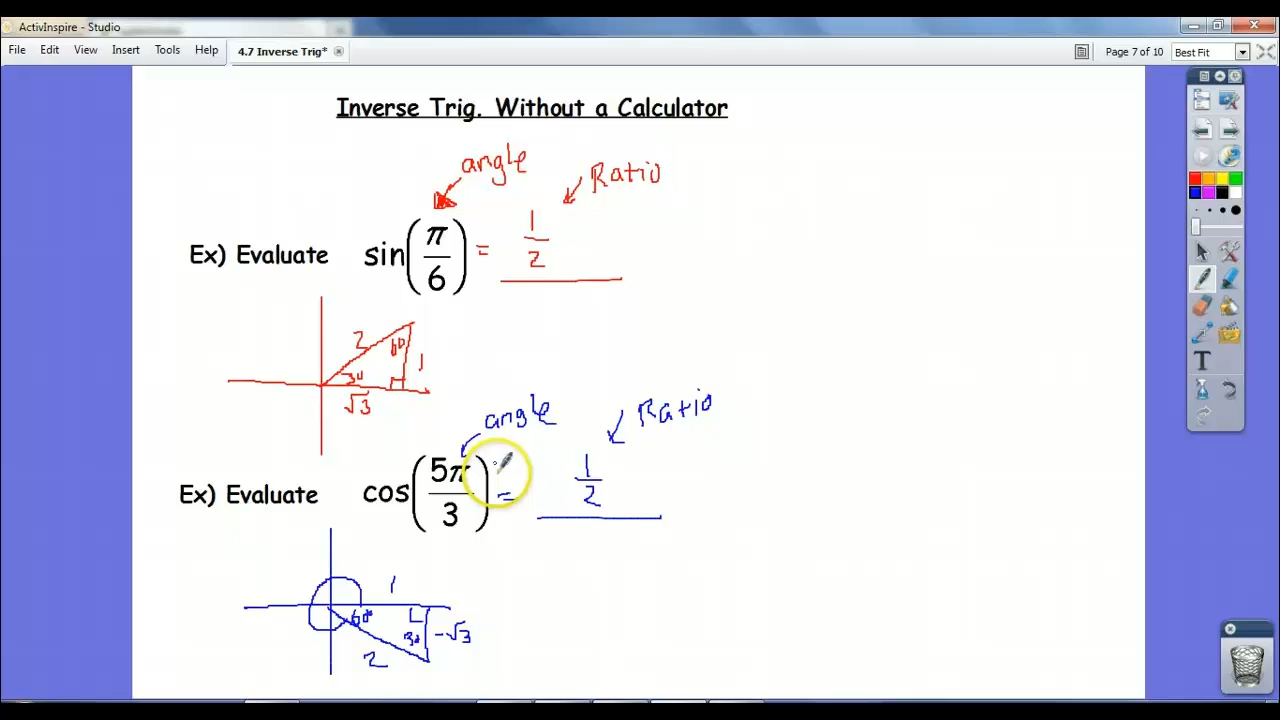 ActivInspire - Studio
File Edit View Insert Tools Help 4.7 Inverse Trig* Page 7 of 10 Best Fit
Inverse Trig. Without a Calculator
angle
Ratio
Ex) Evaluate sin(π/6) = 1/2
2
60
1
30
√3
angle
Ratio
Ex) Evaluate cos(5π/3) = 1/2
1
60°
30
-√3
2
T